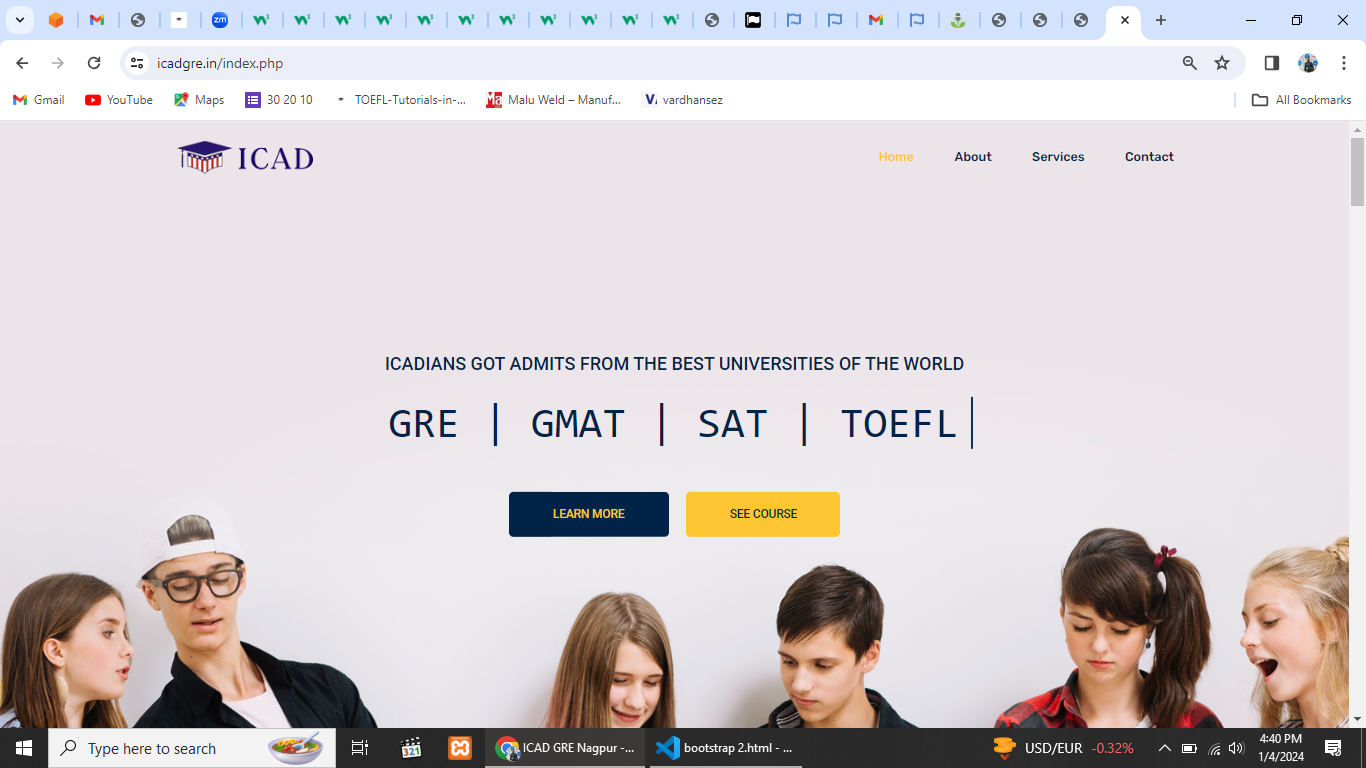 zm
icadgre.in/index.php
Gmail
YouTube
Maps
30 20 10
TOEFL-Tutorials-in-...
Malu Weld – Manuf...
vardhansez
All Bookmarks
ICAD
Home
About
Services
Contact
ICADIANS GOT ADMITS FROM THE BEST UNIVERSITIES OF THE WORLD
GRE | GMAT | SAT | TOEFL
LEARN MORE
SEE COURSE
Type here to search
321
ICAD GRE Nagpur -...
bootstrap 2.html - ...
USD/EUR -0.32%
4:40 PM
1/4/2024